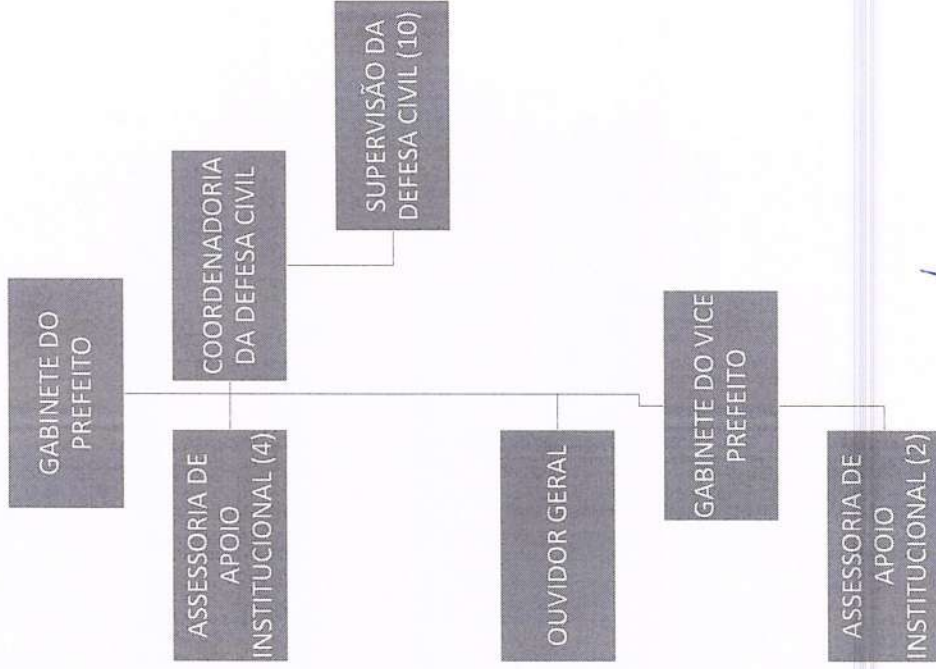 GABINETE DO
PREFEITO
ASSESSORIA DE
APOIO
INSTITUCIONAL (4)
COORDENADORIA
DA DEFESA CIVIL
SUPERVISÃO DA
DEFESA CIVIL (10)
OUVIDOR GERAL
GABINETE DO VICE
PREFEITO
ASSESSORIA DE
APOIO
INSTITUCIONAL (2)